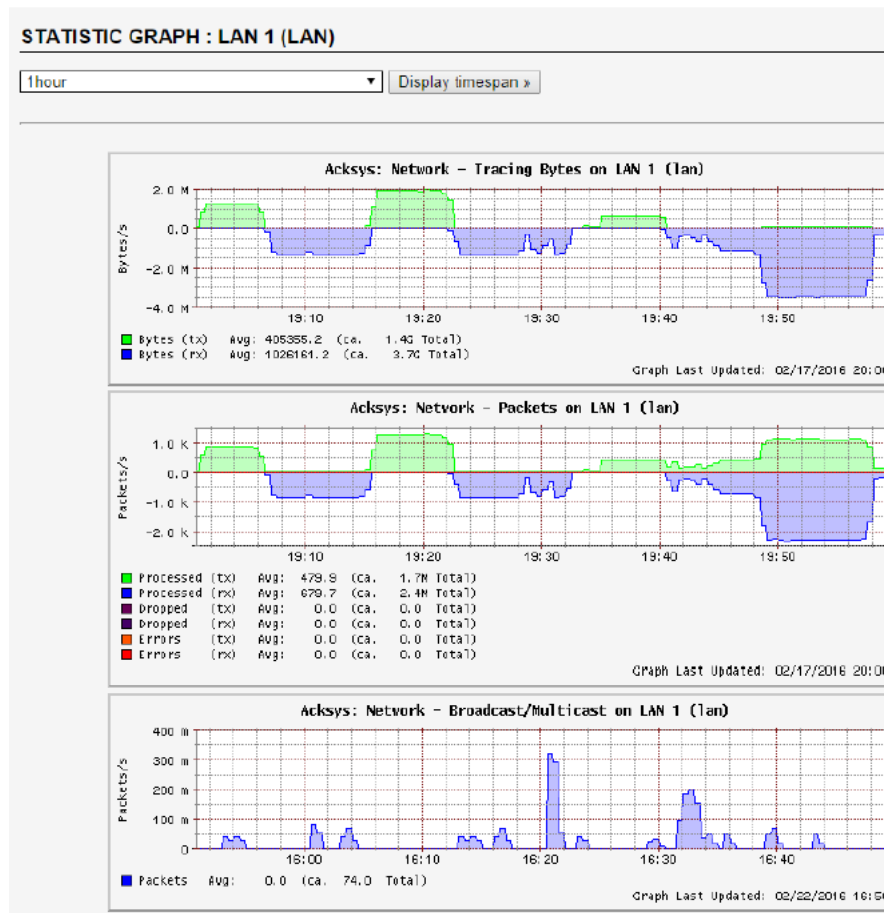 STATISTIC GRAPH : LAN 1 (LAN)
1hour Display timespan »
Acksys: Network - Tracing Bytes on LAN 1 (lan)
2.0 M
0.0
-2.0 M
-4.0 M
Bytes/s
19:10 19:20 19:30 19:40 19:50
Bytes (tx) Avg: 405355.2 (ca. 1.4G Total)
Bytes (rx) Avg: 1026161.2 (ca. 3.7G Total)
Graph Last Updated: 02/17/2016 20:00
Acksys: Network - Packets on LAN 1 (lan)
1.0 k
0.0
-1.0 k
-2.0 k
Packets/s
19:10 19:20 19:30 19:40 19:50
Processed (tx) Avg: 479.9 (ca. 1.7M Total)
Processed (rx) Avg: 679.7 (ca. 2.4M Total)
Dropped (tx) Avg: 0.0 (ca. 0.0 Total)
Dropped (rx) Avg: 0.0 (ca. 0.0 Total)
Errors (tx) Avg: 0.0 (ca. 0.0 Total)
Errors (rx) Avg: 0.0 (ca. 0.0 Total)
Graph Last Updated: 02/17/2016 20:00
Acksys: Network - Broadcast/Multicast on LAN 1 (lan)
400 m
300 m
200 m
100 m
0
Packets/s
16:00 16:10 16:20 16:30 16:40
Packets Avg: 0.0 (ca. 74.0 Total)
Graph Last Updated: 02/22/2016 16:50